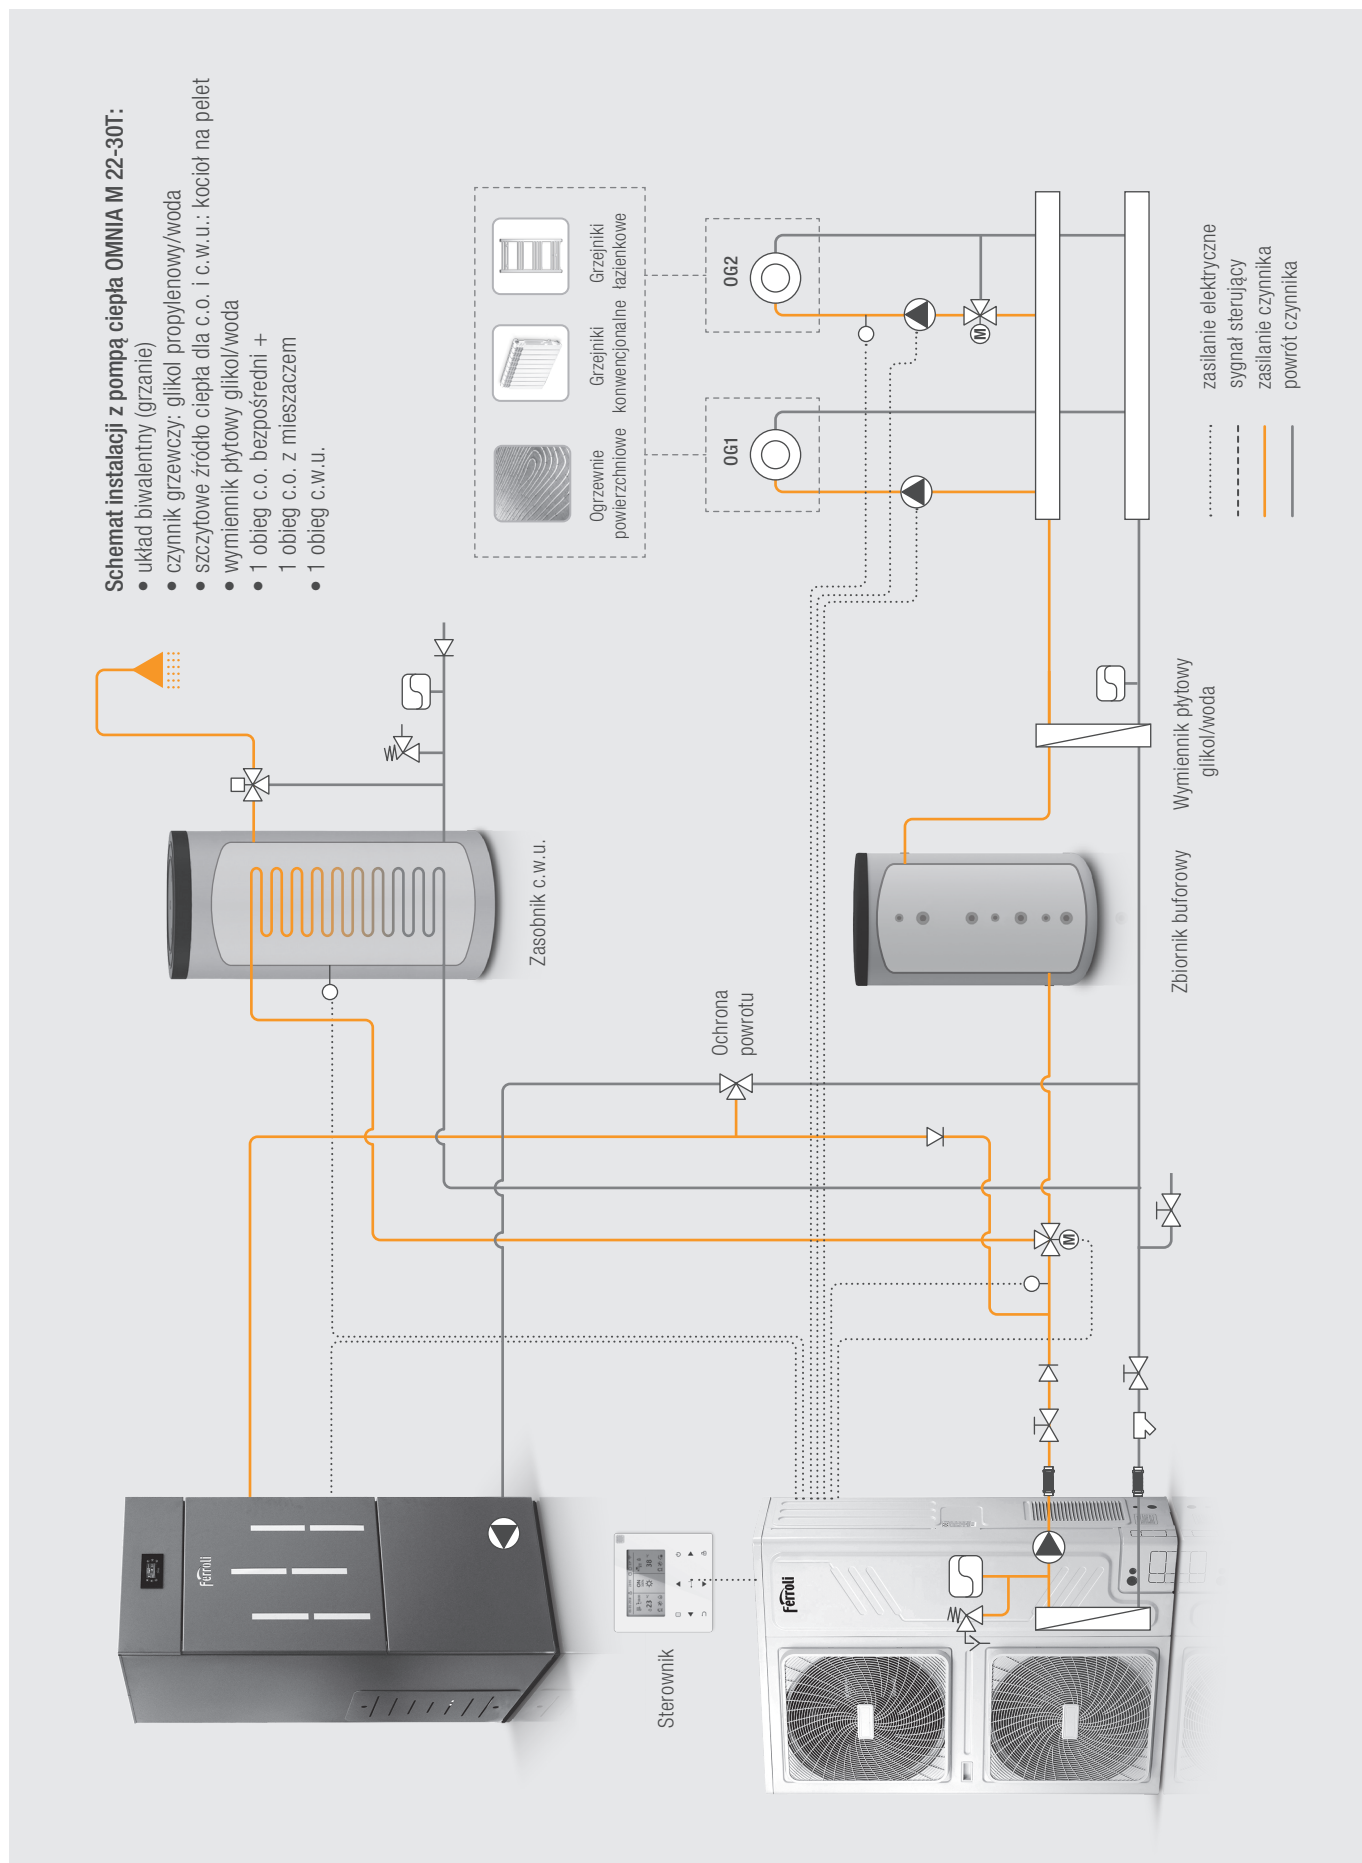 Schemat instalacji z pompą ciepła OMNIA M 22-30T:
• układ biwalentny (grzanie)
• czynnik grzewczy: glikol propylenowy/woda
• szczytowe źródło ciepła dla c.o. i c.w.u.: kocioł na pelet
• wymiennik płytowy glikol/woda
• 1 obieg c.o. bezpośredni +
1 obieg c.o. z mieszaczem
• 1 obieg c.w.u.
Ogrzewnie
powierzchniowe
Grzejniki
konwencjonalne
Grzejniki
łazienkowe
OG1
OG2
M
zasilanie elektryczne
sygnał sterujący
zasilanie czynnika
powrót czynnika
Zasobnik c.w.u.
Ochrona
powrotu
Zbiornik buforowy
Wymiennik płytowy
glikol/woda
M
Ferroli
Sterownik
Ferroli